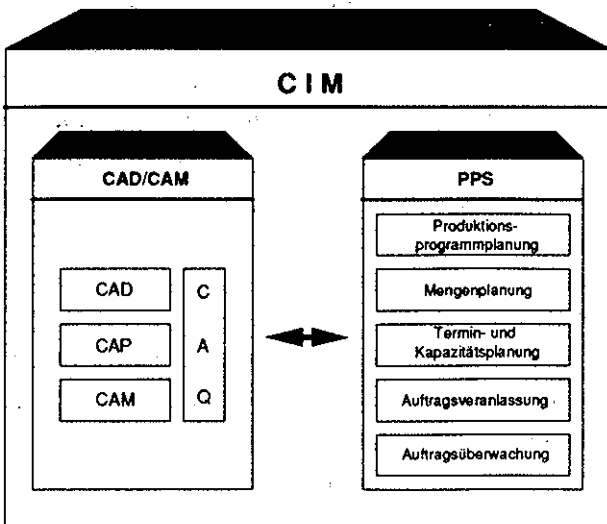 CIM
CAD/CAM
CAD
CAP
CAM
C
A
Q
PPS
Produktions-
programmplanung
Mengenplanung
Termin- und
Kapazitätsplanung
Auftragsveranlassung
Auftragsüberwachung